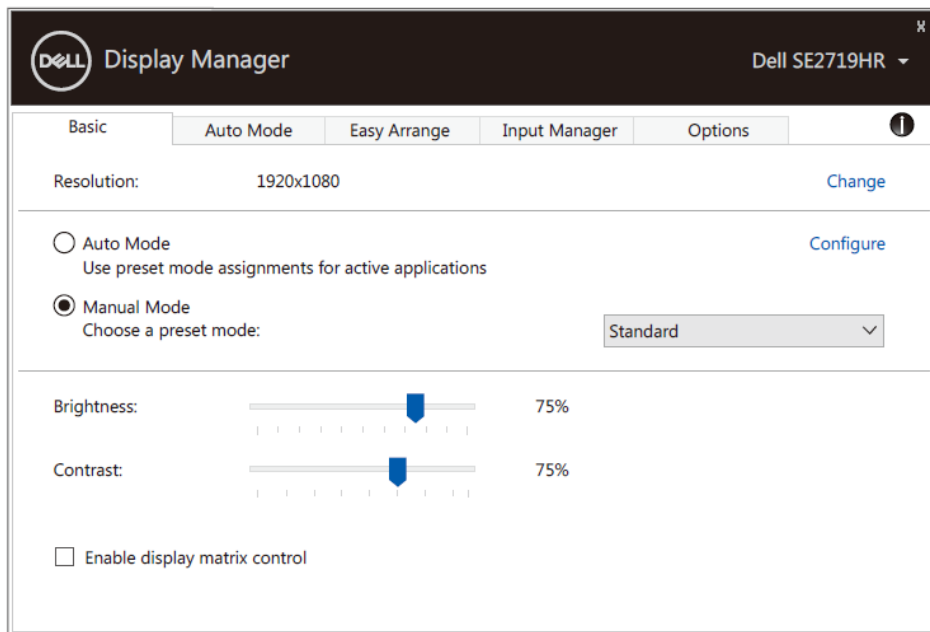 DELL Display Manager
Dell SE2719HR
Basic Auto Mode Easy Arrange Input Manager Options
Resolution: 1920x1080 Change
Auto Mode Configure
Use preset mode assignments for active applications
Manual Mode
Choose a preset mode: Standard
Brightness: 75%
Contrast: 75%
Enable display matrix control